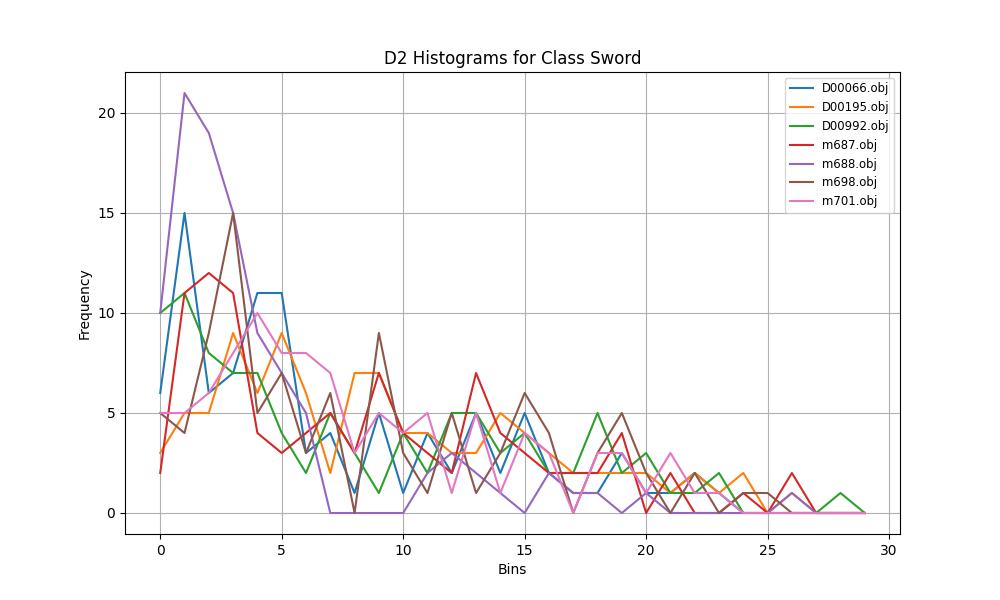 D2 Histograms for Class Sword
D00066.obj
D00195.obj
D00992.obj
m687.obj
m688.obj
m698.obj
m701.obj
Frequency
20
15
10
5
0
0 5 10 15 20 25 30
Bins